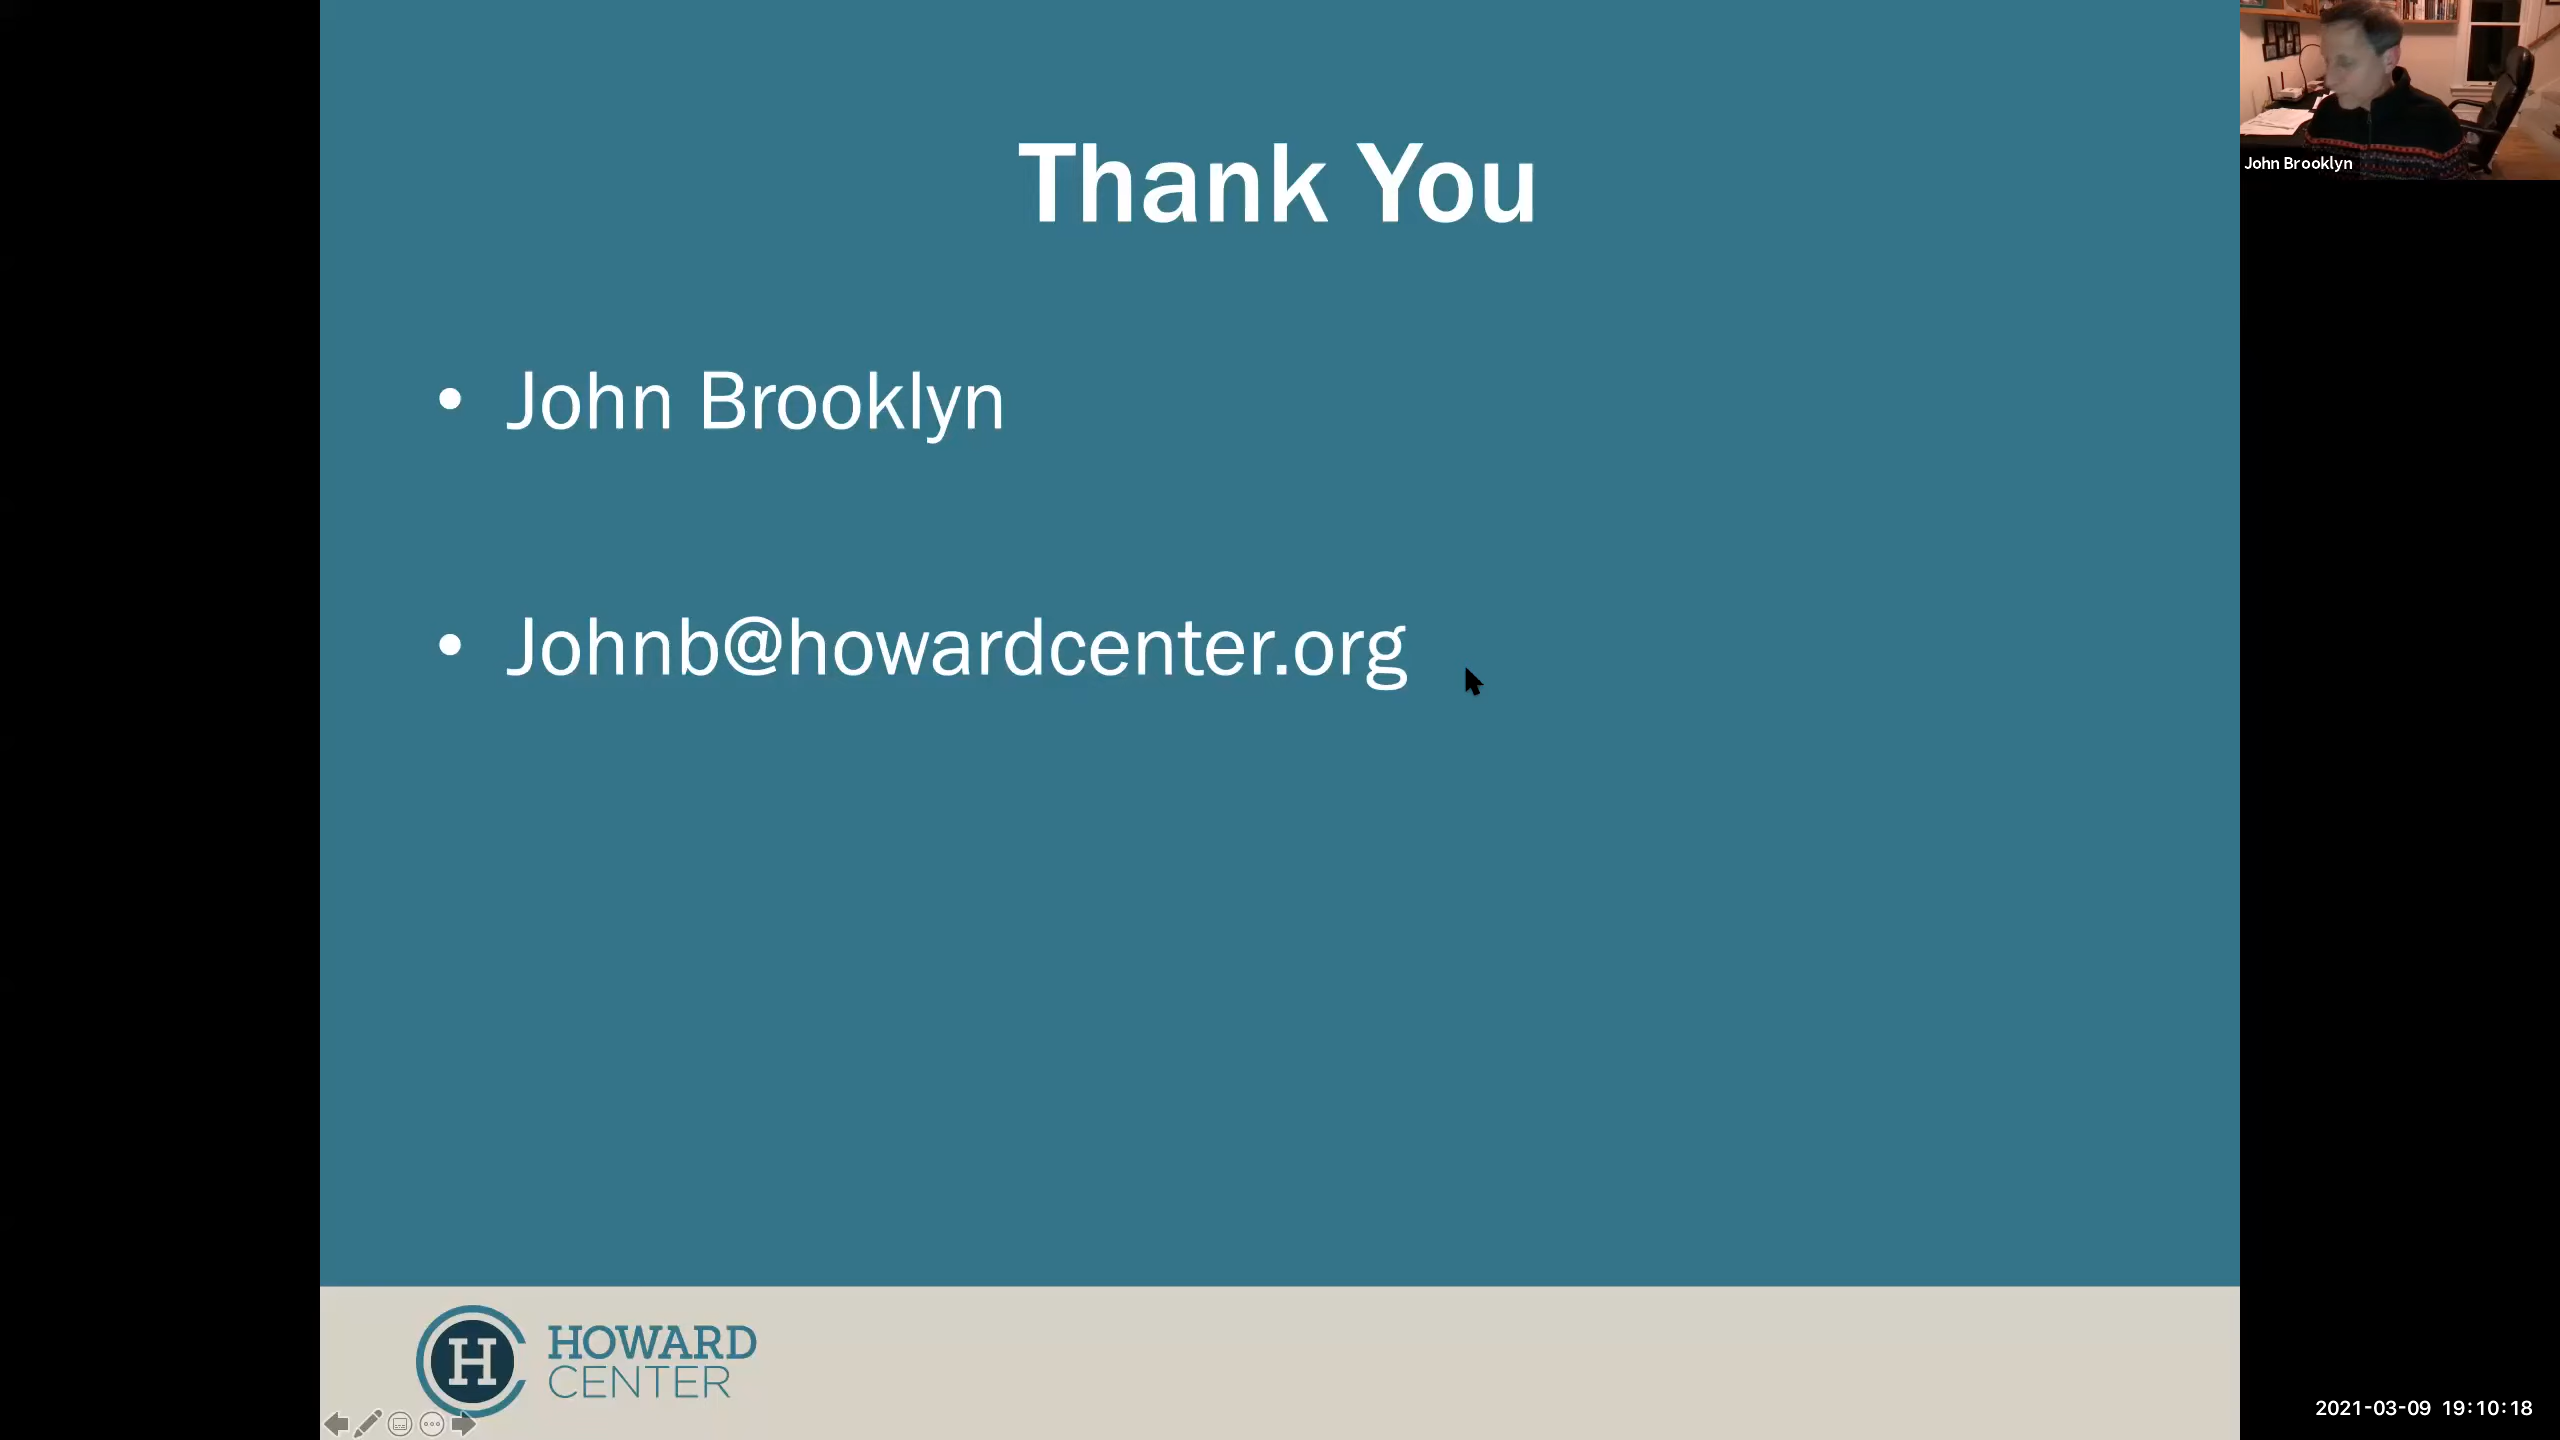 Thank You
• John Brooklyn
• Johnb@howardcenter.org
H
HOWARD
CENTER
John Brooklyn
2021-03-09 19:10:18